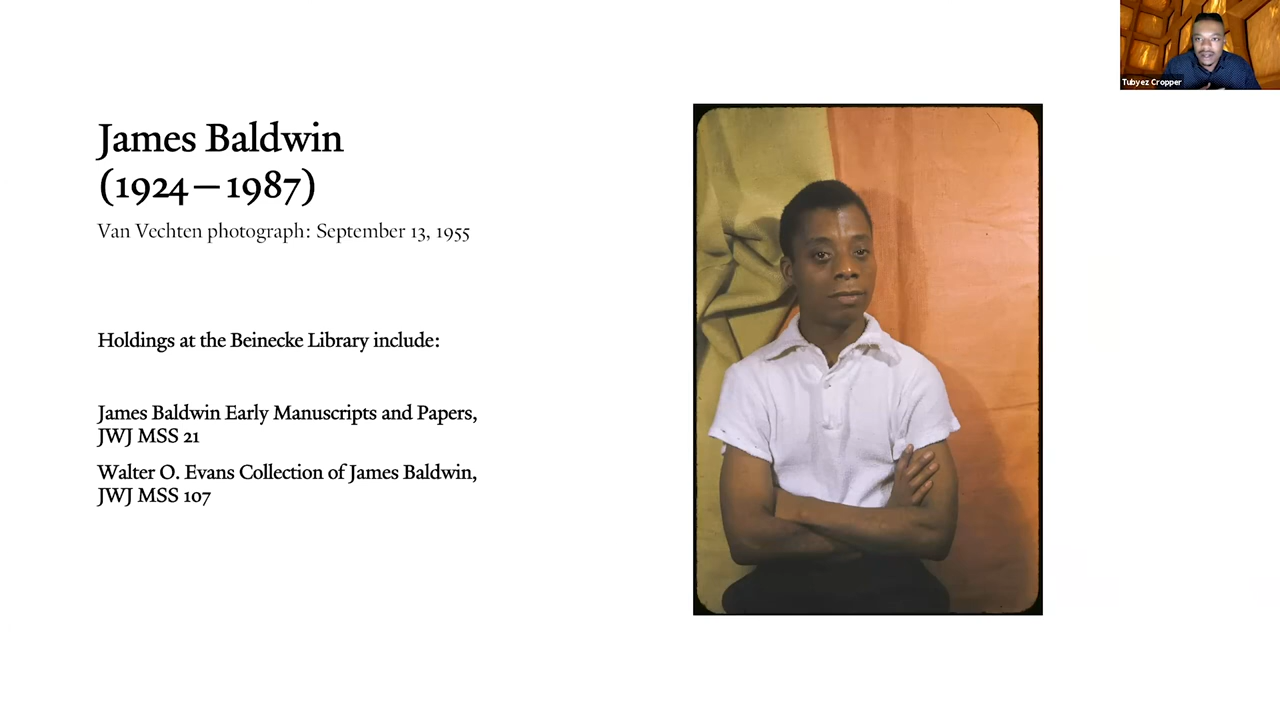 James Baldwin
(1924–1987)
Van Vechten photograph: September 13, 1955
Holdings at the Beinecke Library include:
James Baldwin Early Manuscripts and Papers,
JWJ MSS 21
Walter O. Evans Collection of James Baldwin,
JWJ MSS 107
Tubyez Cropper